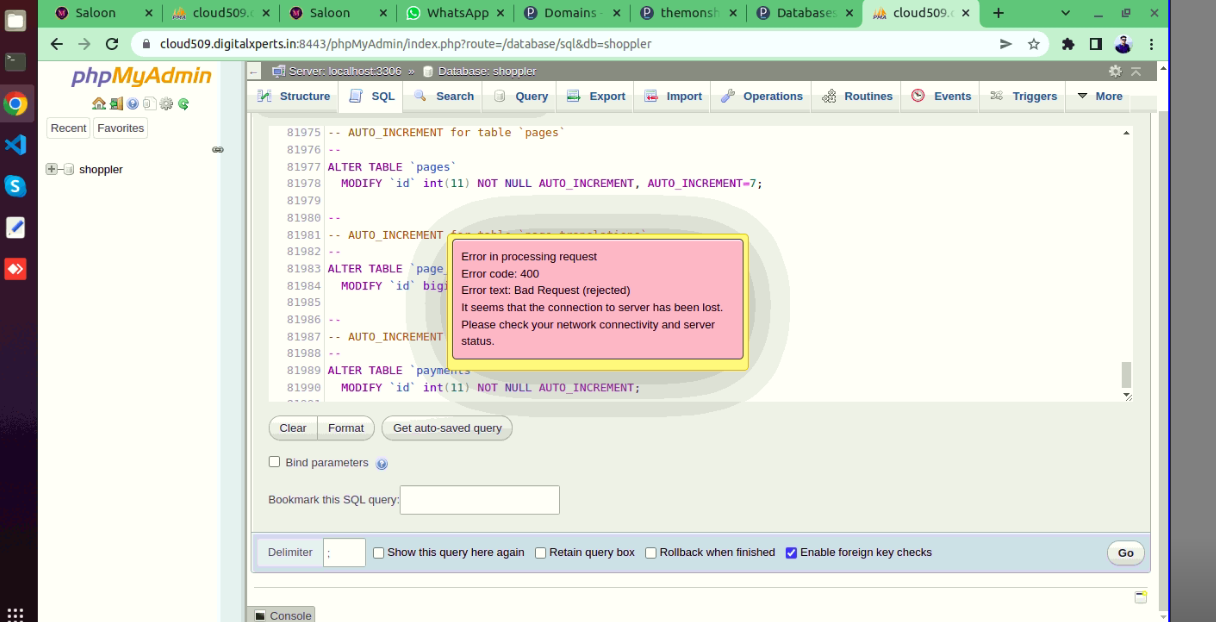 Saloon
cloud509.
Saloon
WhatsApp
Domains
themonsh
Databases
cloud509.
cloud509.digitalxperts.in:8443/phpMyAdmin/index.php?route=/database/sql&db=shoppler
phpMyAdmin
Recent Favorites
shoppler
Server: localhost:3306 » Database: shoppler
Structure SQL Search Query Export Import Operations Routines Events Triggers More
81975 -- AUTO_INCREMENT for table `pages`
81976 --
81977 ALTER TABLE `pages`
81978 MODIFY `id` int(11) NOT NULL AUTO_INCREMENT, AUTO_INCREMENT=7;
81979
81980 --
81981 -- AUTO_INCREMENT for table `page_translations`
81982 --
81983 ALTER TABLE `page_
81984 MODIFY `id` bigi
81985
81986 --
81987 -- AUTO_INCREMENT
81988 --
81989 ALTER TABLE `payments`
81990 MODIFY `id` int(11) NOT NULL AUTO_INCREMENT;
Error in processing request
Error code: 400
Error text: Bad Request (rejected)
It seems that the connection to server has been lost.
Please check your network connectivity and server
status.
Clear Format Get auto-saved query
Bind parameters
Bookmark this SQL query:
Delimiter ; Show this query here again Retain query box Rollback when finished Enable foreign key checks Go
Console